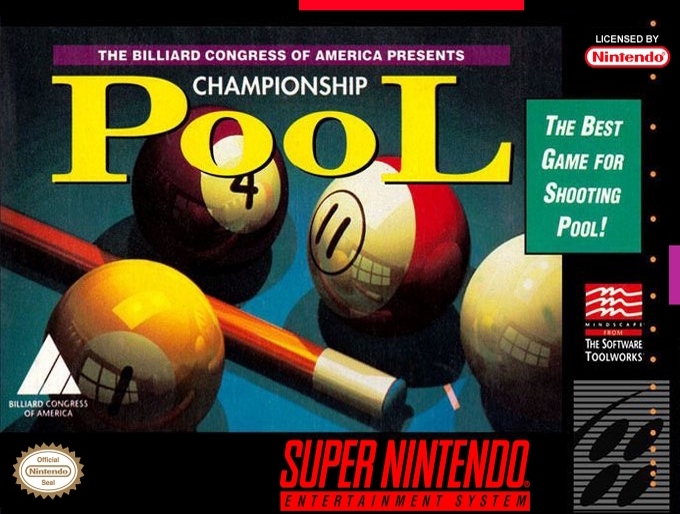 THE BILLIARD CONGRESS OF AMERICA PRESENTS
CHAMPIONSHIP
POOL
4
11
1
LICENSED BY
Nintendo®
THE BEST
GAME FOR
SHOOTING
POOL!
MINDSCAPE
FROM
THE SOFTWARE
TOOLWORKS
BILLIARD CONGRESS
OF AMERICA
Official
Nintendo
Seal
SUPER NINTENDO®
ENTERTAINMENT SYSTEM